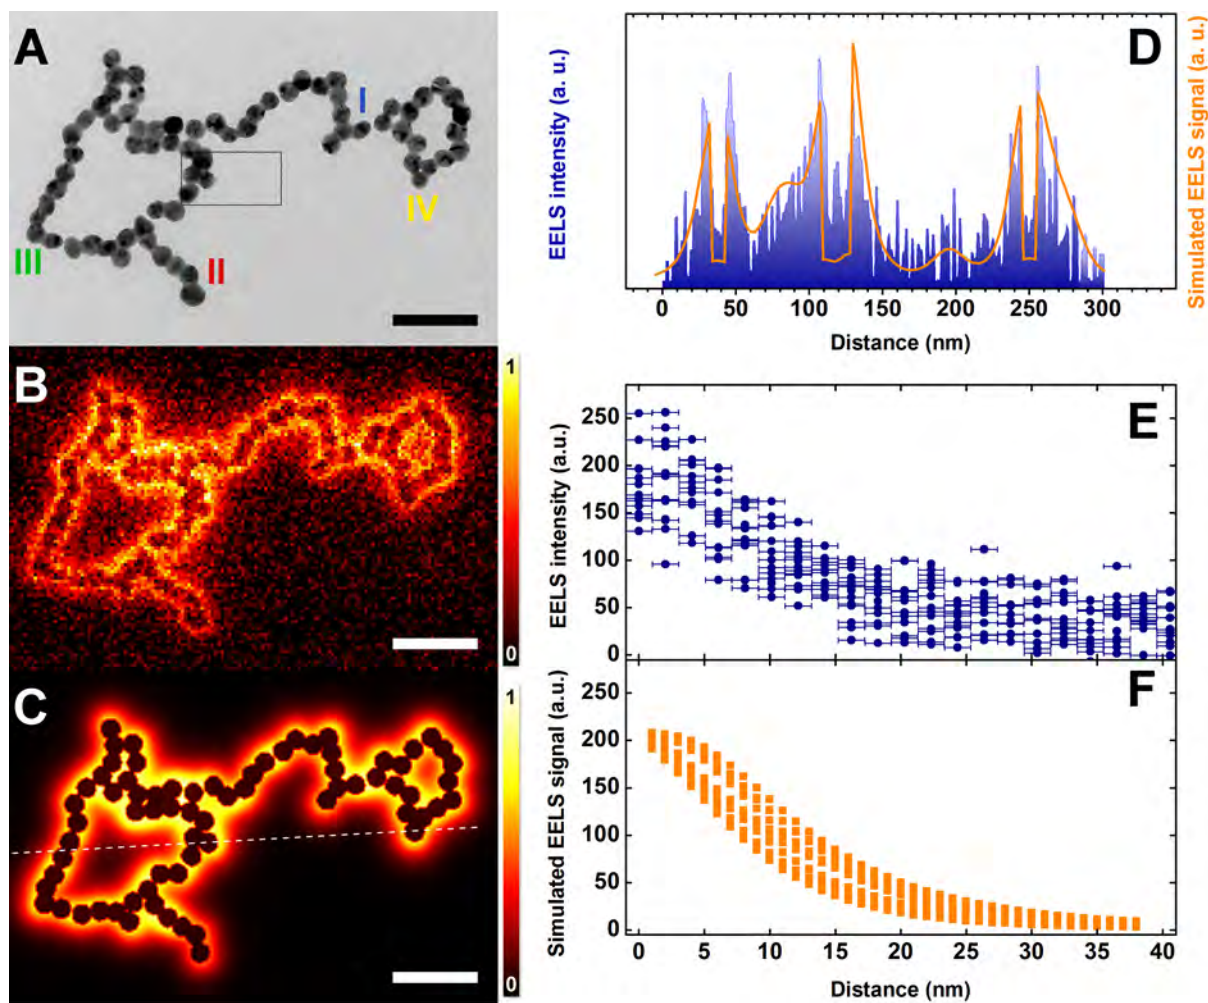 A
I
II
III
IV
B
1
0
C
1
0
D
EELS intensity (a. u.)
Simulated EELS signal (a. u.)
0 50 100 150 200 250 300
Distance (nm)
E
EELS intensity (a.u.)
250
200
150
100
50
0
F
Simulated EELS signal (a.u.)
250
200
150
100
50
0
0 5 10 15 20 25 30 35 40
Distance (nm)